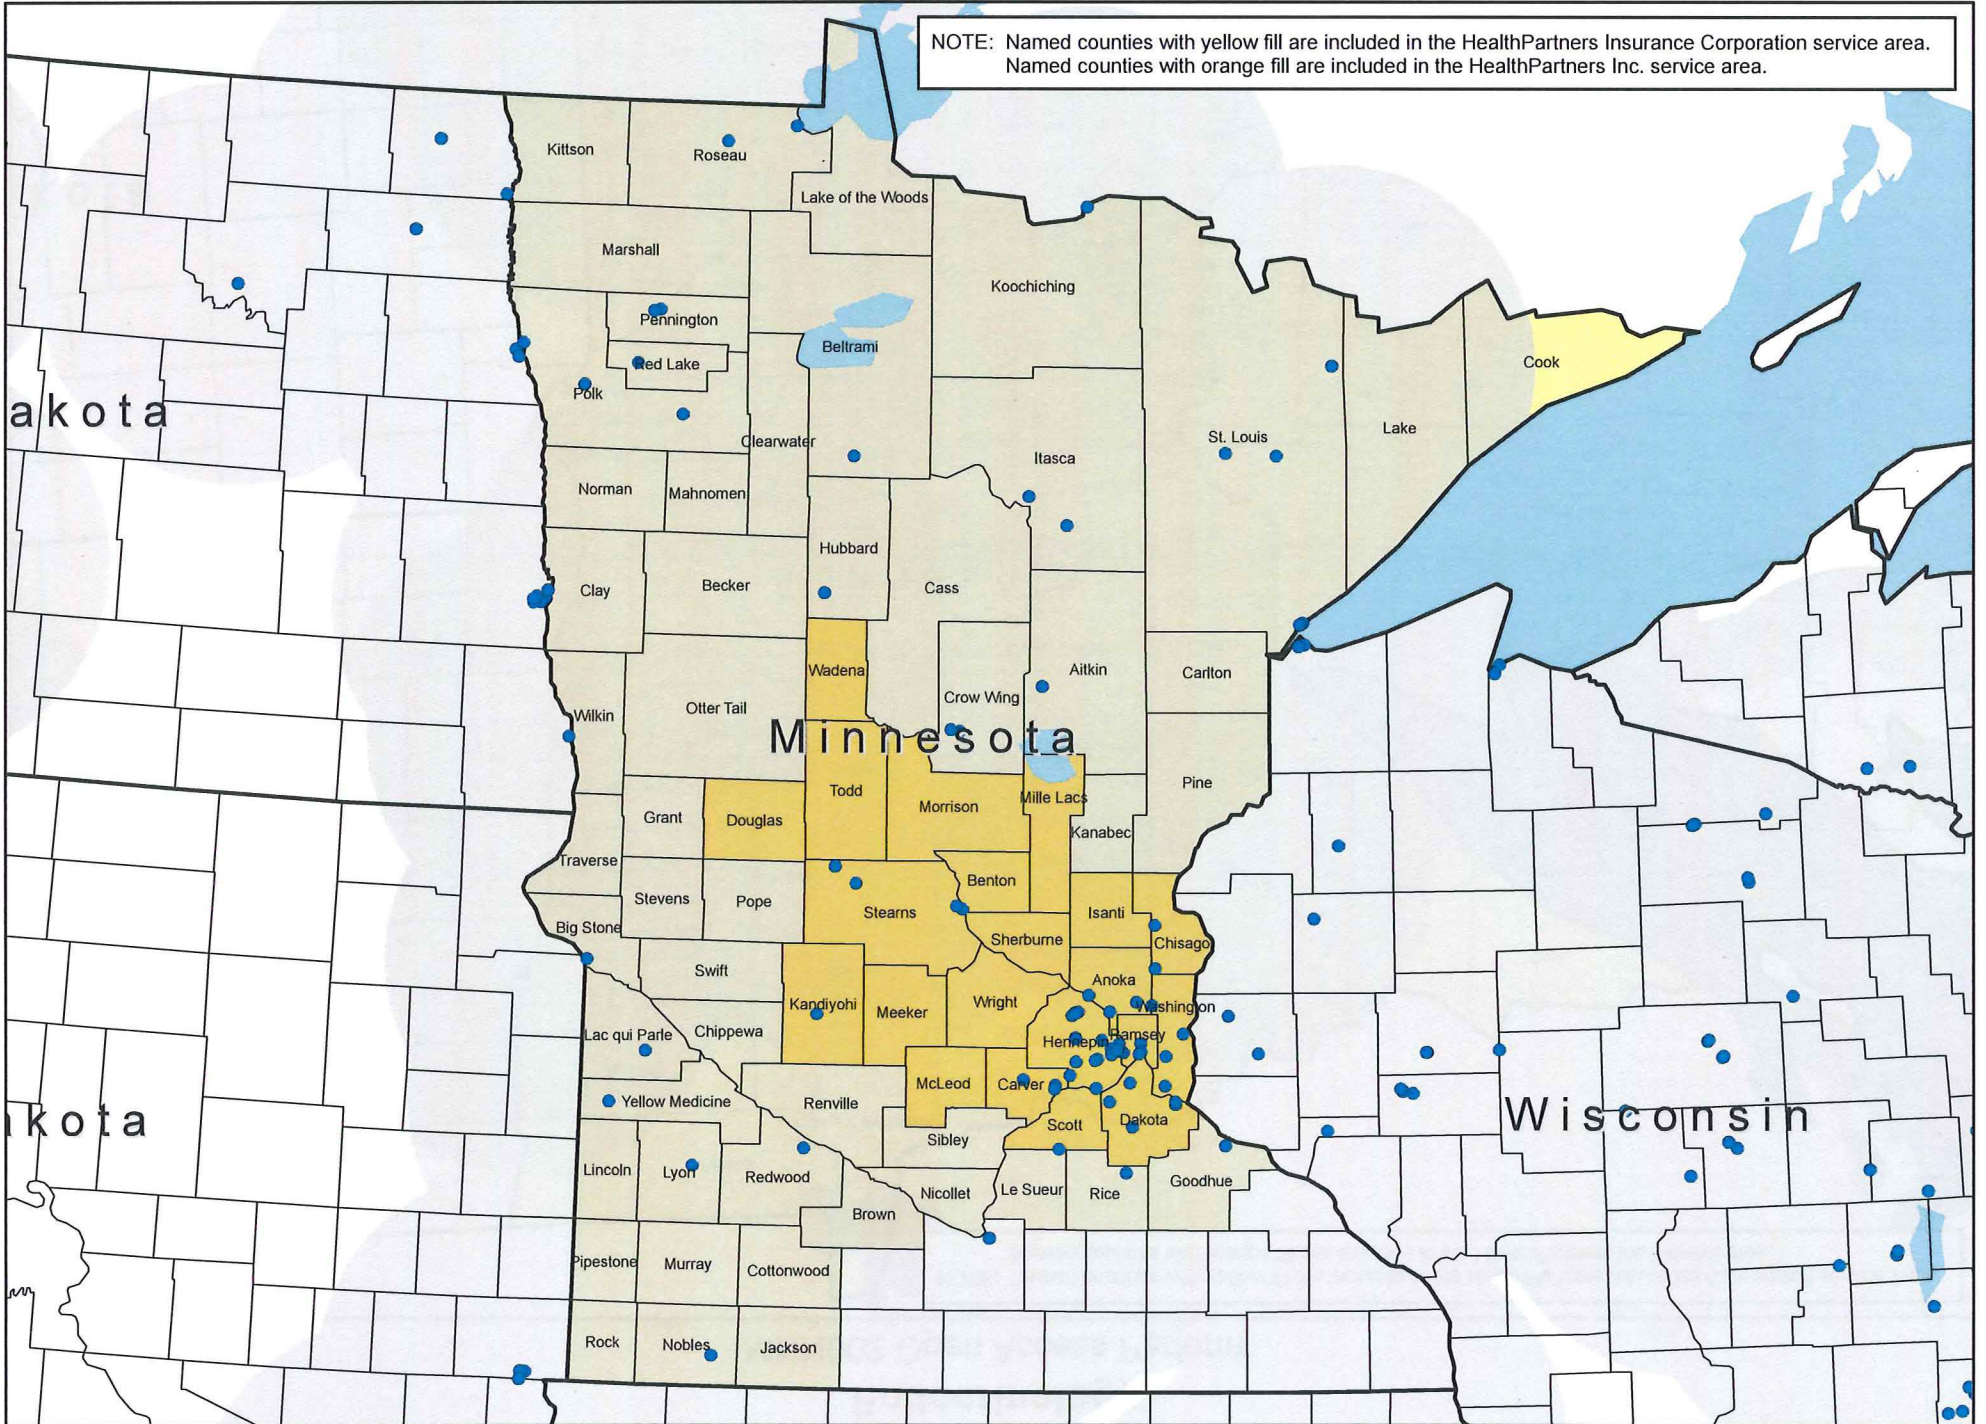 NOTE: Named counties with yellow fill are included in the HealthPartners Insurance Corporation service area.
Named counties with orange fill are included in the HealthPartners Inc. service area.
Kittson
Roseau
Lake of the Woods
Marshall
Koochiching
Pennington
Beltrami
Red Lake
Cook
Polk
akota
Lake
Clearwater
St. Louis
Itasca
Norman
Mahnomen
Hubbard
Clay
Becker
Cass
Wadena
Aitkin
Carlton
Crow Wing
Wilkin
Otter Tail
Minnesota
Pine
Todd
Mille Lacs
Morrison
Grant
Douglas
Kanabec
Traverse
Benton
Stevens
Pope
Stearns
Isanti
Big Stone
Sherburne
Chisago
Swift
Anoka
Kandiyohi
Wright
Washington
Meeker
Lac qui Parle
Chippewa
Ramsey
Hennepin
McLeod
Carver
Yellow Medicine
Renville
Wisconsin
kota
Scott
Dakota
Sibley
Lincoln
Lyon
Redwood
Goodhue
Nicollet
Le Sueur
Rice
Brown
Pipestone
Murray
Cottonwood
Rock
Nobles
Jackson